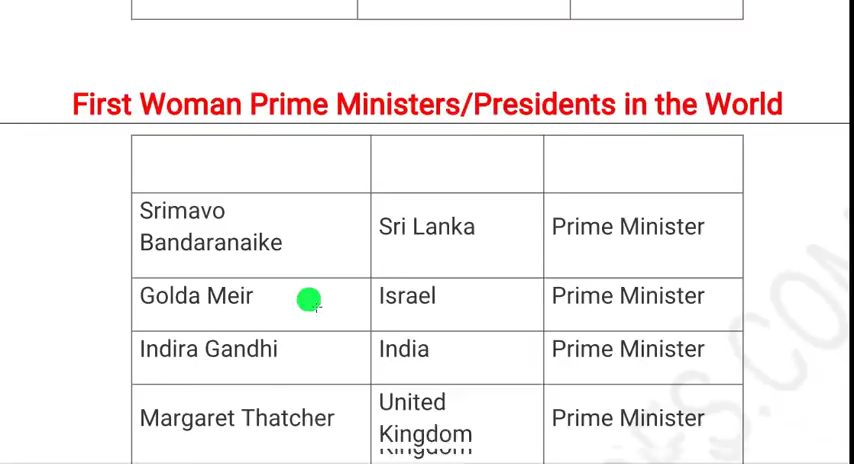 First Woman Prime Ministers/Presidents in the World
Srimavo
Bandaranaike
Sri Lanka
Prime Minister
Golda Meir
Israel
Prime Minister
Indira Gandhi
India
Prime Minister
Margaret Thatcher
United
Kingdom
Prime Minister